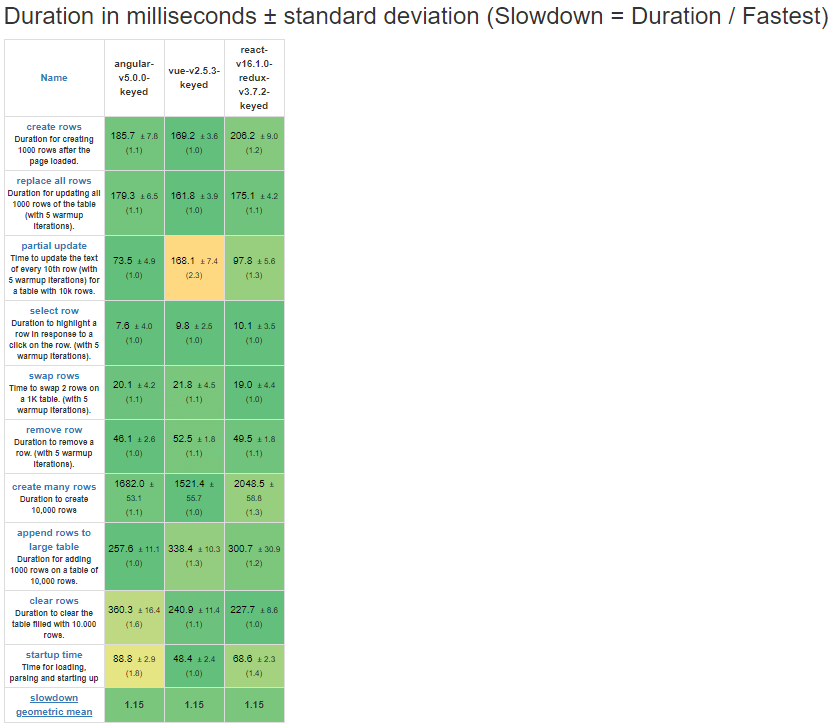 Duration in milliseconds ± standard deviation (Slowdown = Duration / Fastest)
Name
angular-
v5.0.0-
keyed
vue-v2.5.3-
keyed
react-
v16.1.0-
redux-
v3.7.2-
keyed
create rows
Duration for creating
1000 rows after the
page loaded.
185.7 ± 7.8
(1.1)
169.2 ± 3.6
(1.0)
206.2 ± 9.0
(1.2)
replace all rows
Duration for updating all
1000 rows of the table
(with 5 warmup
iterations).
179.3 ± 6.5
(1.1)
161.8 ± 3.9
(1.0)
175.1 ± 4.2
(1.1)
partial update
Time to update the text
of every 10th row (with
5 warmup iterations) for
a table with 10k rows.
73.5 ± 4.9
(1.0)
168.1 ± 7.4
(2.3)
97.8 ± 5.6
(1.3)
select row
Duration to highlight a
row in response to a
click on the row. (with 5
warmup iterations).
7.6 ± 4.0
(1.0)
9.8 ± 2.5
(1.0)
10.1 ± 3.5
(1.0)
swap rows
Time to swap 2 rows on
a 1K table. (with 5
warmup iterations).
20.1 ± 4.2
(1.1)
21.8 ± 4.5
(1.1)
19.0 ± 4.4
(1.0)
remove row
Duration to remove a
row. (with 5 warmup
iterations).
46.1 ± 2.6
(1.0)
52.5 ± 1.8
(1.1)
49.5 ± 1.8
(1.1)
create many rows
Duration to create
10,000 rows
1682.0 ±
53.1
(1.1)
1521.4 ±
55.7
(1.0)
2048.5 ±
58.8
(1.3)
append rows to
large table
Duration for adding
1000 rows on a table of
10,000 rows.
257.6 ± 11.1
(1.0)
338.4 ± 10.3
(1.3)
300.7 ± 30.9
(1.2)
clear rows
Duration to clear the
table filled with 10.000
rows.
360.3 ± 16.4
(1.6)
240.9 ± 11.4
(1.1)
227.7 ± 8.6
(1.0)
startup time
Time for loading,
parsing and starting up
88.8 ± 2.9
(1.8)
48.4 ± 2.4
(1.0)
68.6 ± 2.3
(1.4)
slowdown
geometric mean
1.15
1.15
1.15